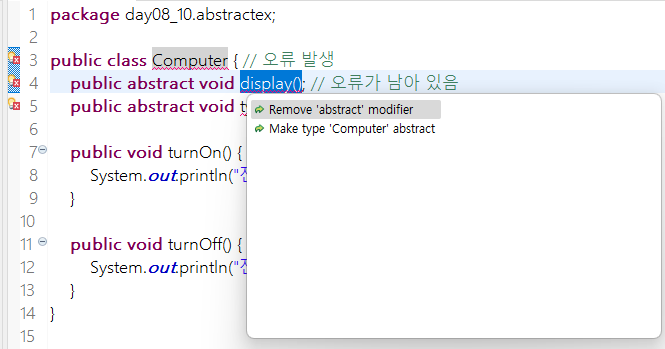 1 package day08_10.abstractex;
2
3 public class Computer { // 오류 발생
4 public abstract void display(); // 오류가 남아 있음
5 public abstract void
Remove 'abstract' modifier
Make type 'Computer' abstract
6
7 public void turnOn() {
8 System.out.println("전
9 }
10
11 public void turnOff() {
12 System.out.println("전
13 }
14 }
15